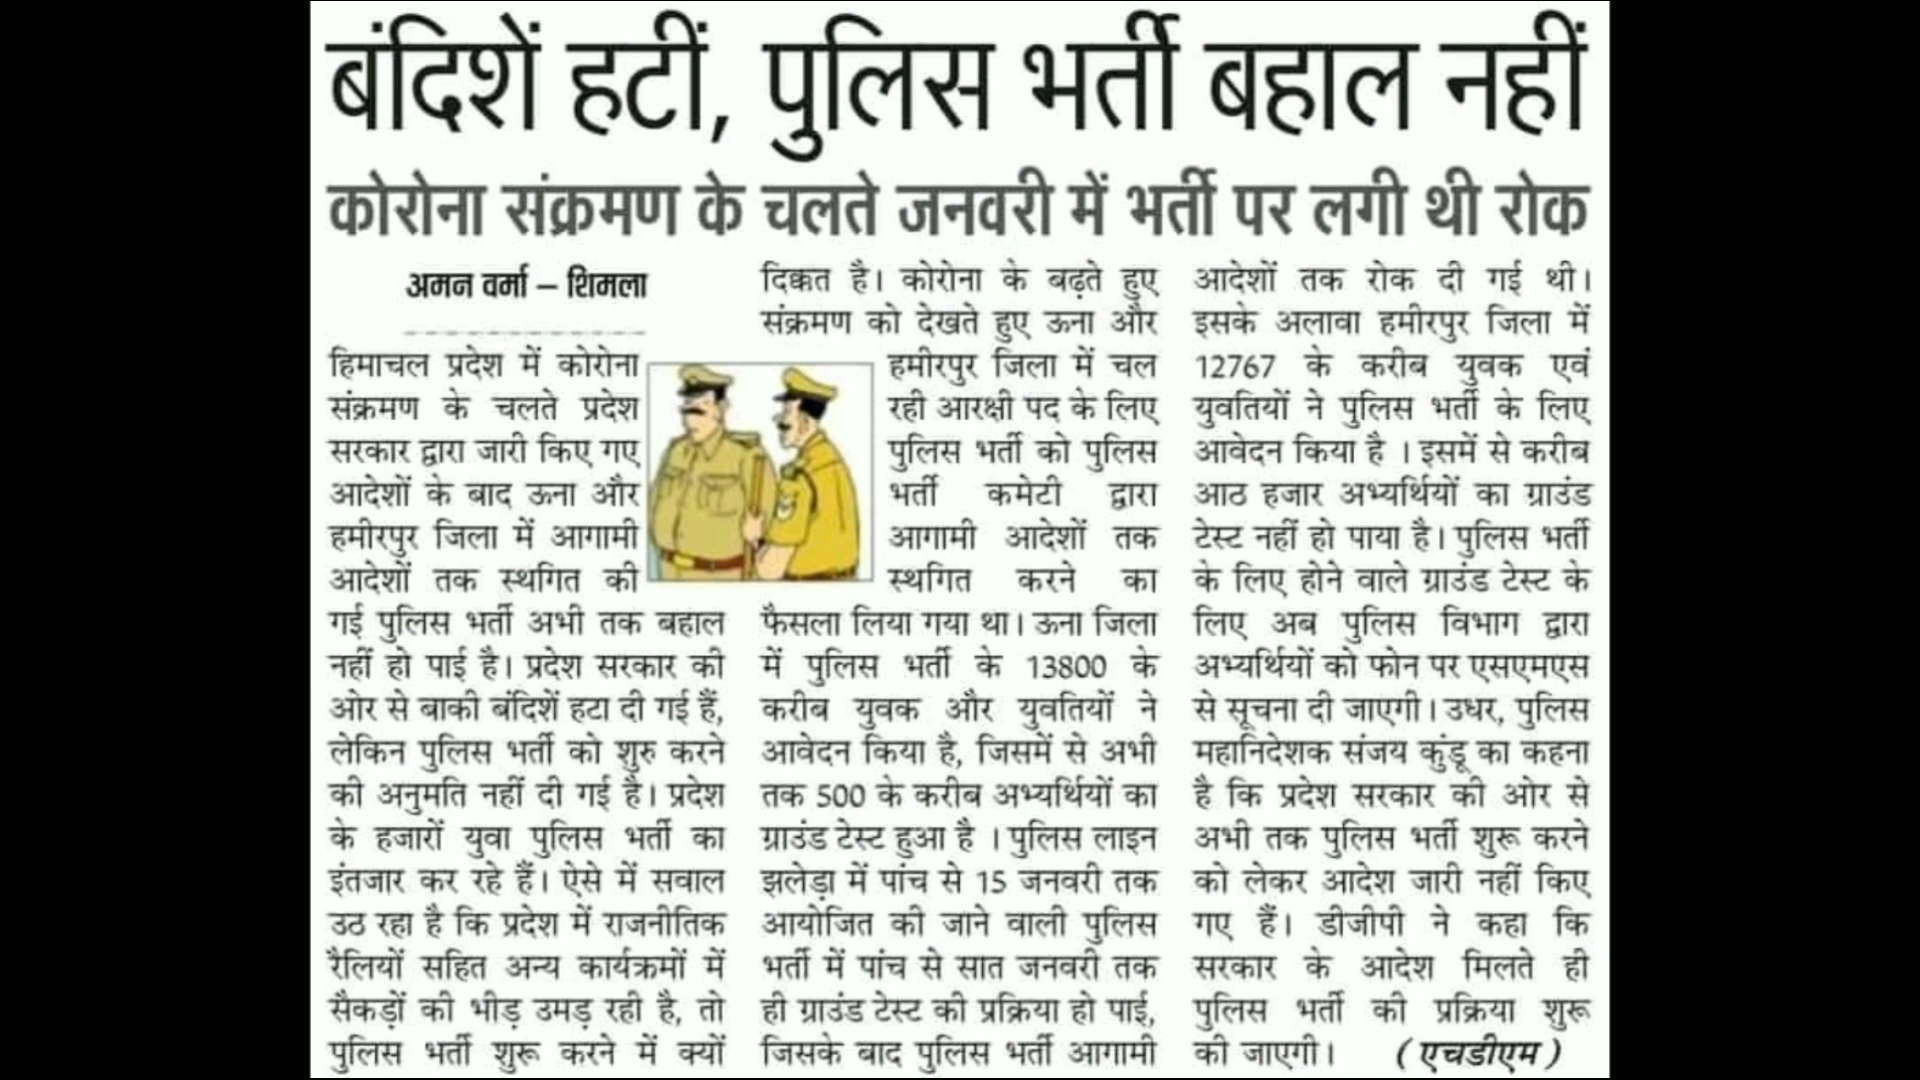 बंदिशें हटीं, पुलिस भर्ती बहाल नहीं
कोरोना संक्रमण के चलते जनवरी में भर्ती पर लगी थी रोक
अमन वर्मा – शिमला
हिमाचल प्रदेश में कोरोना
संक्रमण के चलते प्रदेश
सरकार द्वारा जारी किए गए
आदेशों के बाद ऊना और
हमीरपुर जिला में आगामी
आदेशों तक स्थगित की
गई पुलिस भर्ती अभी तक बहाल
नहीं हो पाई है। प्रदेश सरकार की
ओर से बाकी बंदिशें हटा दी गई हैं,
लेकिन पुलिस भर्ती को शुरु करने
की अनुमति नहीं दी गई है। प्रदेश
के हजारों युवा पुलिस भर्ती का
इंतजार कर रहे हैं। ऐसे में सवाल
उठ रहा है कि प्रदेश में राजनीतिक
रैलियों सहित अन्य कार्यक्रमों में
सैकड़ों की भीड़ उमड़ रही है, तो
पुलिस भर्ती शुरू करने में क्यों
दिक्कत है। कोरोना के बढ़ते हुए
संक्रमण को देखते हुए ऊना और
हमीरपुर जिला में चल
रही आरक्षी पद के लिए
पुलिस भर्ती को पुलिस
भर्ती कमेटी द्वारा
आगामी आदेशों तक
स्थगित करने का
फैसला लिया गया था। ऊना जिला
में पुलिस भर्ती के 13800 के
करीब युवक और युवतियों ने
आवेदन किया है, जिसमें से अभी
तक 500 के करीब अभ्यर्थियों का
ग्राउंड टेस्ट हुआ है । पुलिस लाइन
झलेड़ा में पांच से 15 जनवरी तक
आयोजित की जाने वाली पुलिस
भर्ती में पांच से सात जनवरी तक
ही ग्राउंड टेस्ट की प्रक्रिया हो पाई,
जिसके बाद पुलिस भर्ती आगामी
आदेशों तक रोक दी गई थी।
इसके अलावा हमीरपुर जिला में
12767 के करीब युवक एवं
युवतियों ने पुलिस भर्ती के लिए
आवेदन किया है । इसमें से करीब
आठ हजार अभ्यर्थियों का ग्राउंड
टेस्ट नहीं हो पाया है। पुलिस भर्ती
के लिए होने वाले ग्राउंड टेस्ट के
लिए अब पुलिस विभाग द्वारा
अभ्यर्थियों को फोन पर एसएमएस
से सूचना दी जाएगी। उधर, पुलिस
महानिदेशक संजय कुंडू का कहना
है कि प्रदेश सरकार की ओर से
अभी तक पुलिस भर्ती शुरू करने
को लेकर आदेश जारी नहीं किए
गए हैं। डीजीपी ने कहा कि
सरकार के आदेश मिलते ही
पुलिस भर्ती की प्रक्रिया शुरू
की जाएगी। (एचडीएम)